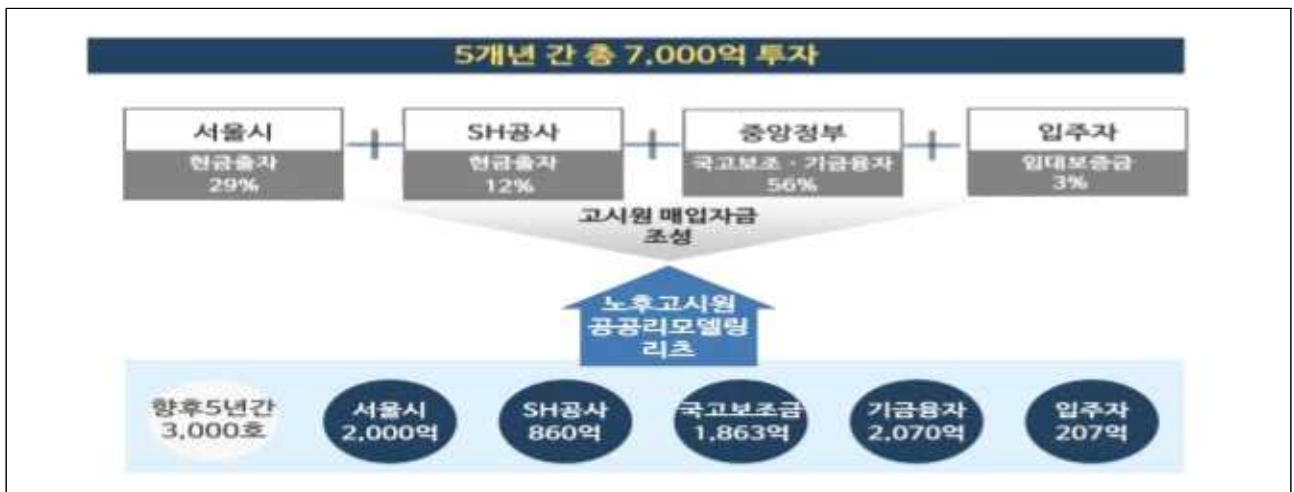 5개년 간 총 7,000억 투자
서울시
현금출자
29%
SH공사
현금출자
12%
중앙정부
국고보조·기금융자
56%
입주자
임대보증금
3%
고시원 매입자금
조성
노후고시원
공공리모델링
리츠
향후5년간
3,000호
서울시
2,000억
SH공사
860억
국고보조금
1,863억
기금융자
2,070억
입주자
207억